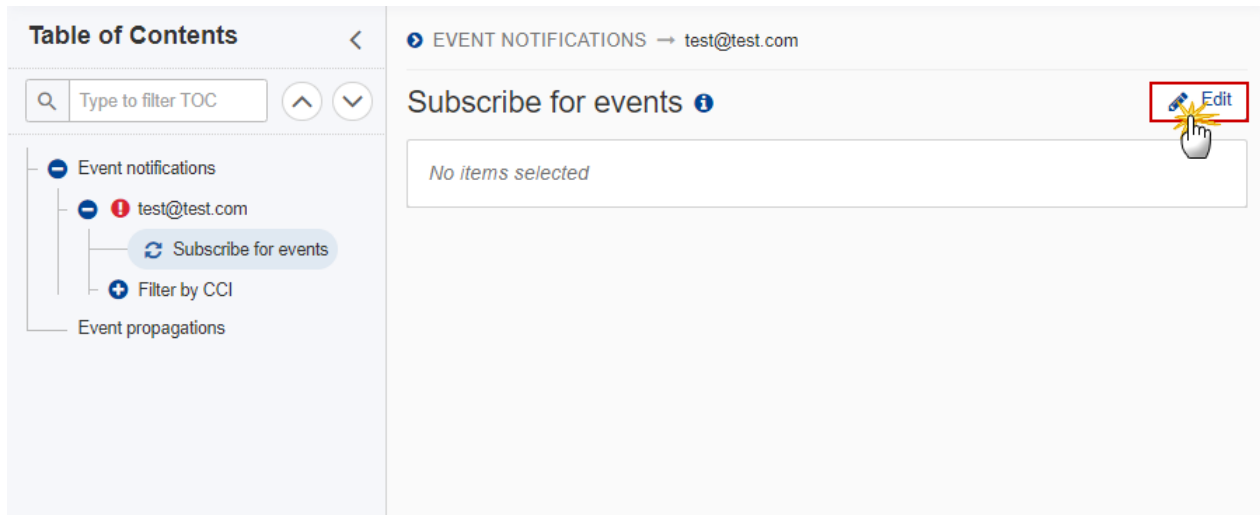 Table of Contents
Type to filter TOC
Event notifications
test@test.com
Subscribe for events
Filter by CCI
Event propagations
EVENT NOTIFICATIONS → test@test.com
Subscribe for events
Edit
No items selected